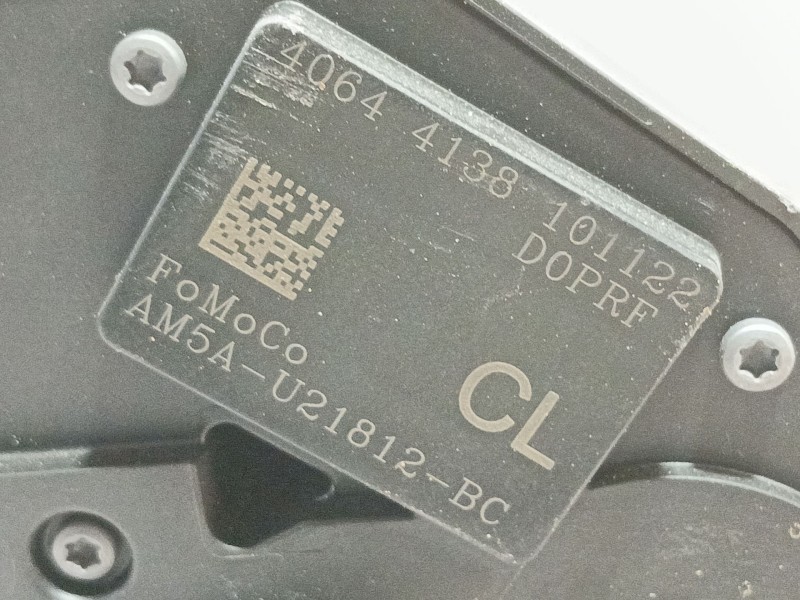 4064 4138 101122
D0PRF
FoMoCo
AM5A-U21812-BC
CL